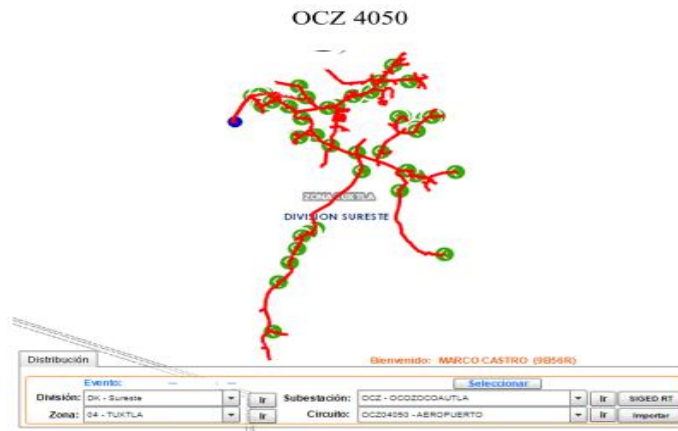 OCZ 4050
ZONA TUXTLA
DIVISION SURESTE
Distribución
Bienvenido: MARCO CASTRO (9B56R)
Evento: -- : --
Seleccionar
División: DK - Sureste Ir Subestación: OCZ - OCOZOCOAUTLA Ir SIGED RT
Zona: 04 - TUXTLA Ir Circuito: OCZ04050 - AEROPUERTO Ir Importar